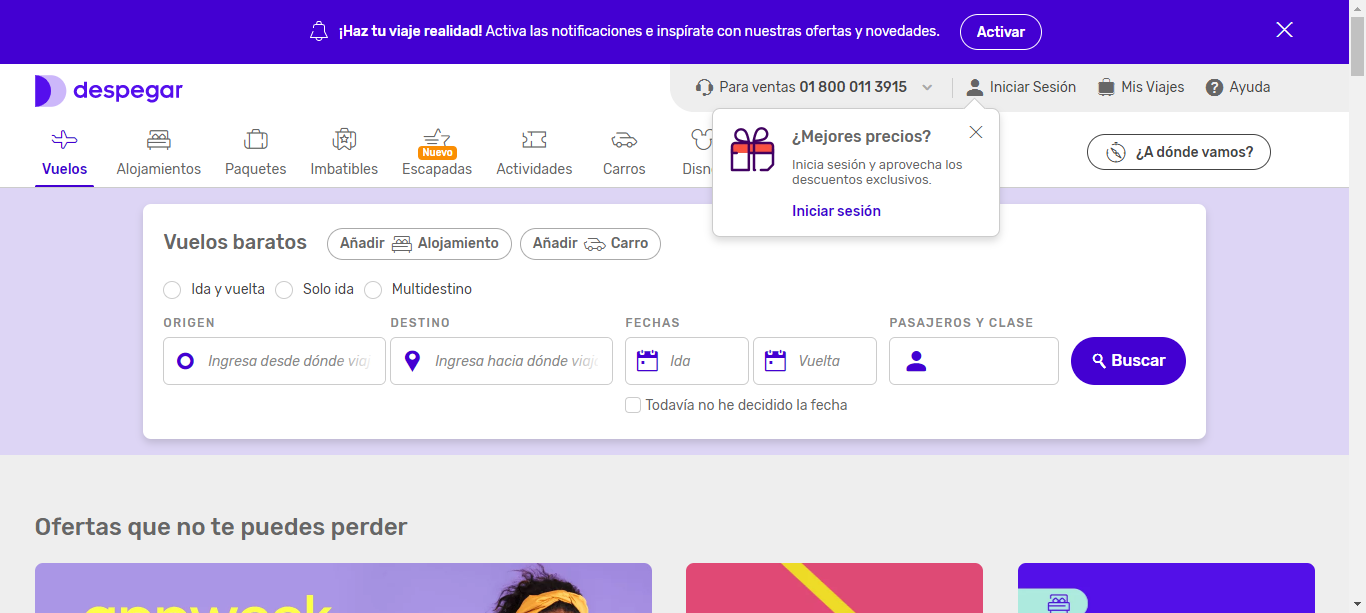 ¡Haz tu viaje realidad! Activa las notificaciones e inspírate con nuestras ofertas y novedades.
Activar
despegar
Para ventas 01 800 011 3915
Iniciar Sesión
Mis Viajes
Ayuda
Vuelos
Alojamientos
Paquetes
Imbatibles
Nuevo
Escapadas
Actividades
Carros
¿A dónde vamos?
¿Mejores precios?
Inicia sesión y aprovecha los
descuentos exclusivos.
Iniciar sesión
Vuelos baratos
Añadir Alojamiento
Añadir Carro
Ida y vuelta
Solo ida
Multidestino
ORIGEN
DESTINO
FECHAS
PASAJEROS Y CLASE
Ingresa desde dónde
Ingresa hacia dónde
Ida
Vuelta
Buscar
Todavía no he decidido la fecha
Ofertas que no te puedes perder
appweek